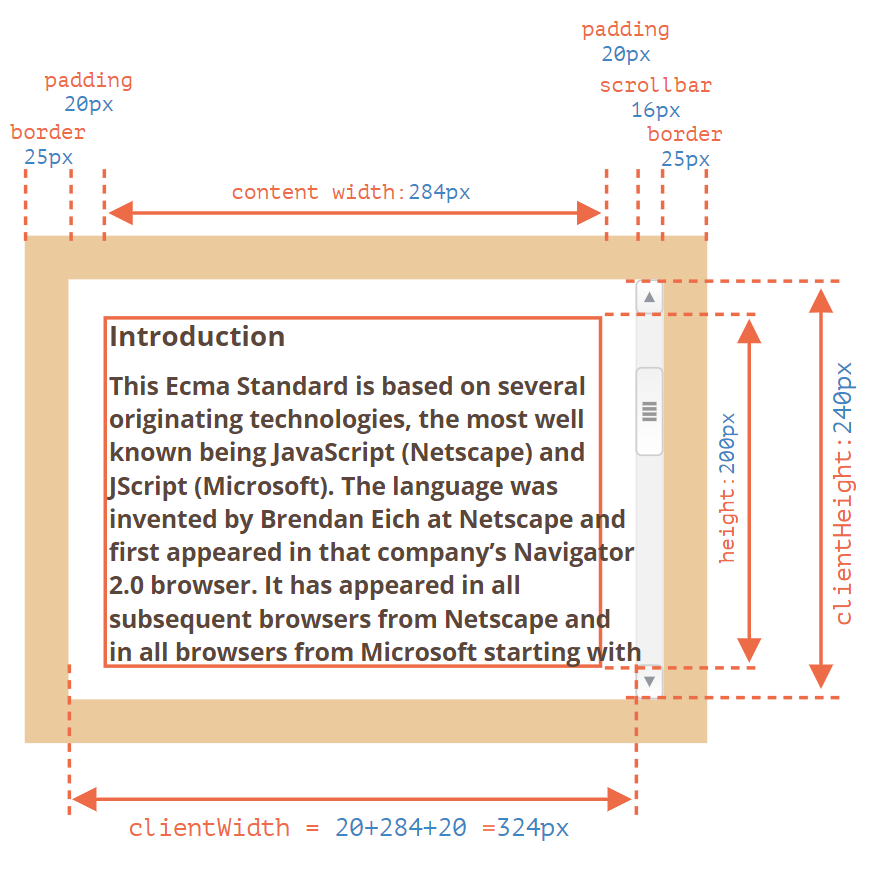 padding
20px
padding
20px
scrollbar
16px
border
25px
border
25px
content width:284px
Introduction
This Ecma Standard is based on several
originating technologies, the most well
known being JavaScript (Netscape) and
JScript (Microsoft). The language was
invented by Brendan Eich at Netscape and
first appeared in that company’s Navigator
2.0 browser. It has appeared in all
subsequent browsers from Netscape and
in all browsers from Microsoft starting with
height:200px
clientHeight:240px
clientWidth = 20+284+20 =324px